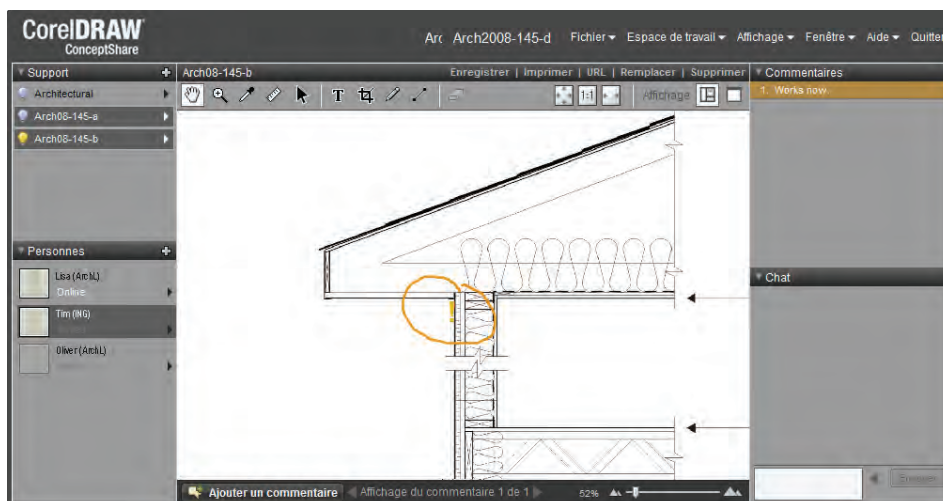 CorelDRAW
ConceptShare
Arc Arch2008-145-d Fichier Espace de travail Affichage Fenêtre Aide Quitter
Support
Architectural
Arch08-145-a
Arch08-145-b
Personnes
Lisa (ArchL)
Online
Tim (ING)
Oliver (ArchL)
Arch08-145-b Enregistrer | Imprimer | URL | Remplacer | Supprimer
T 1:1 Affichage
Commentaires
1. Works now.
Chat
Ajouter un commentaire Affichage du commentaire 1 de 1 52%